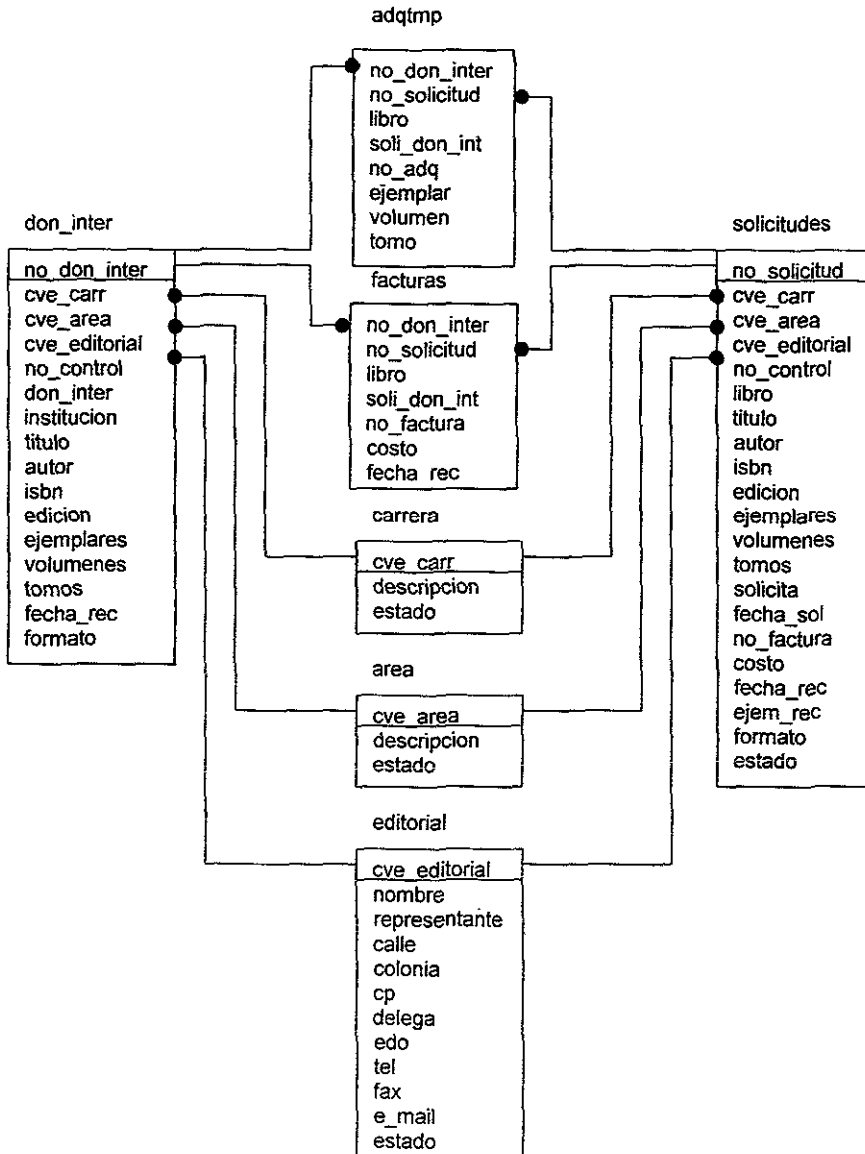 adqtmp
no_don_inter
no_solicitud
libro
soli_don_int
no_adq
ejemplar
volumen
tomo
don_inter
no_don_inter
cve_carr
cve_area
cve_editorial
no_control
don_inter
institucion
titulo
autor
isbn
edicion
ejemplares
volumenes
tomos
fecha_rec
formato
facturas
no_don_inter
no_solicitud
libro
soli_don_int
no_factura
costo
fecha_rec
solicitudes
no_solicitud
cve_carr
cve_area
cve_editorial
no_control
libro
titulo
autor
isbn
edicion
ejemplares
volumenes
tomos
solicita
fecha_sol
no_factura
costo
fecha_rec
ejem_rec
formato
estado
carrera
cve_carr
descripcion
estado
area
cve_area
descripcion
estado
editorial
cve_editorial
nombre
representante
calle
colonia
cp
delega
edo
tel
fax
e_mail
estado